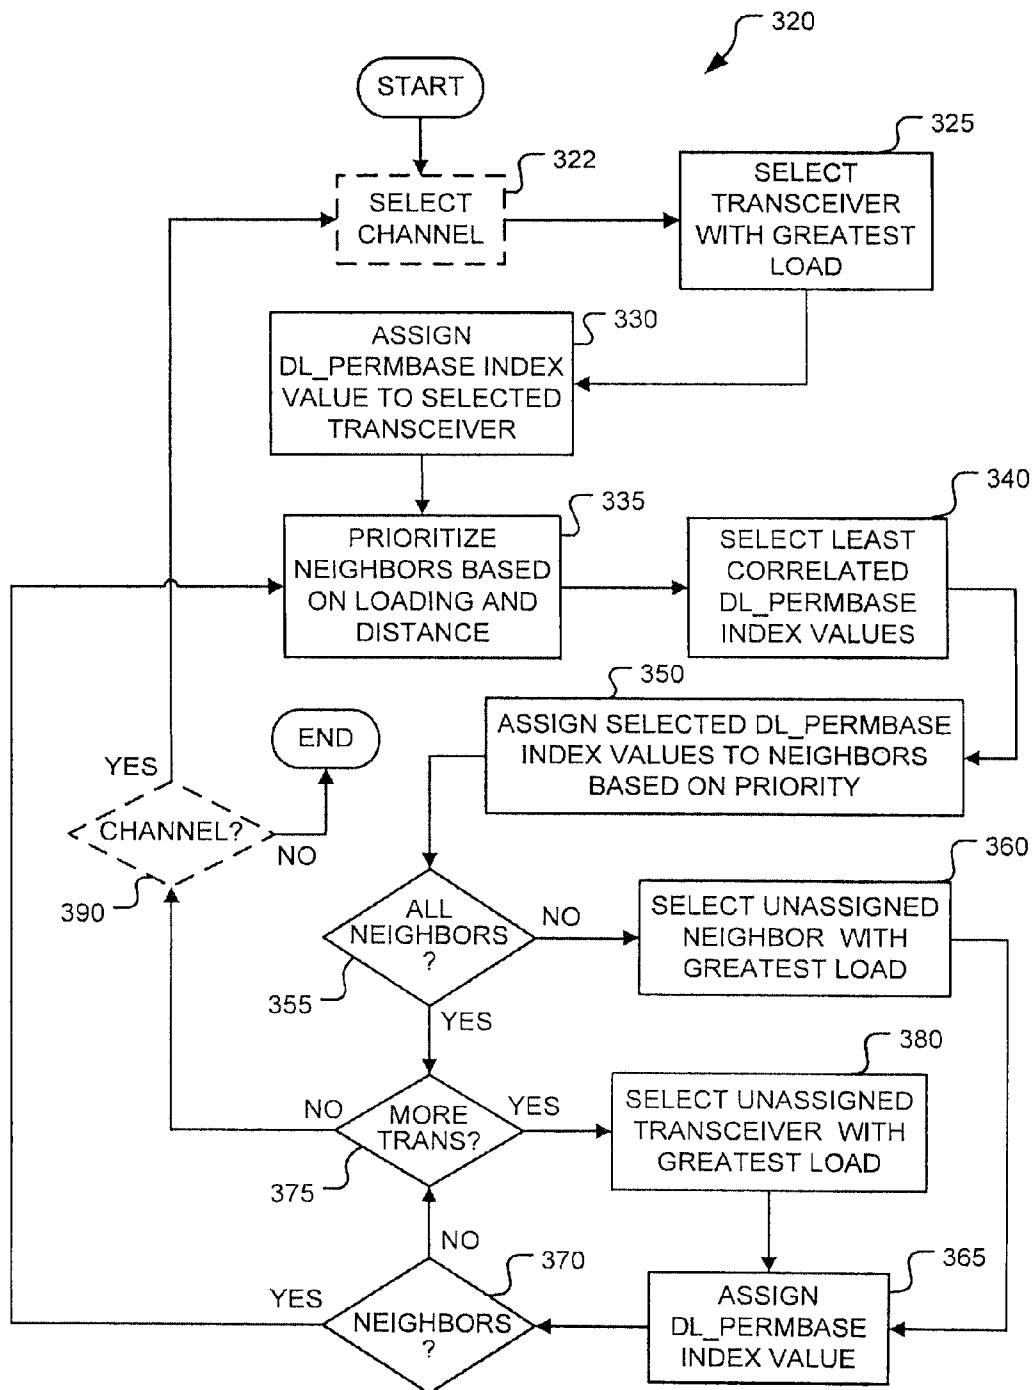 320
START
322
SELECT
CHANNEL
325
SELECT
TRANSCEIVER
WITH GREATEST
LOAD
330
ASSIGN
DL_PERMBASE INDEX
VALUE TO SELECTED
TRANSCEIVER
335
PRIORITIZE
NEIGHBORS BASED
ON LOADING AND
DISTANCE
340
SELECT LEAST
CORRELATED
DL_PERMBASE
INDEX VALUES
350
ASSIGN SELECTED DL_PERMBASE
INDEX VALUES TO NEIGHBORS
BASED ON PRIORITY
END
YES
CHANNEL?
NO
390
ALL
NEIGHBORS
?
NO
355
YES
360
SELECT UNASSIGNED
NEIGHBOR WITH
GREATEST LOAD
380
SELECT UNASSIGNED
TRANSCEIVER WITH
GREATEST LOAD
NO
MORE
TRANS?
YES
375
NO
370
YES
NEIGHBORS
?
365
ASSIGN
DL_PERMBASE
INDEX VALUE